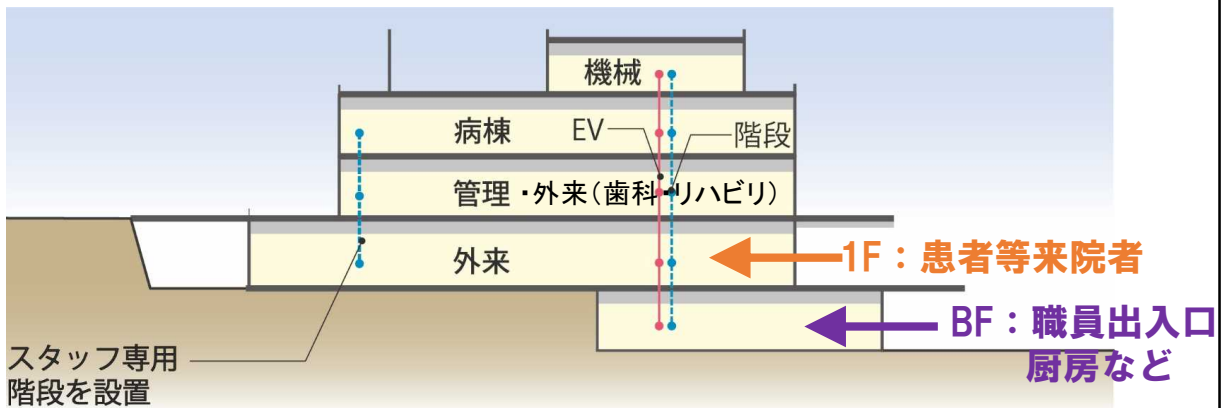 機械
病棟
EV
階段
管理・外来(歯科・リハビリ)
外来
1F:患者等来院者
BF:職員出入口
厨房など
スタッフ専用
階段を設置